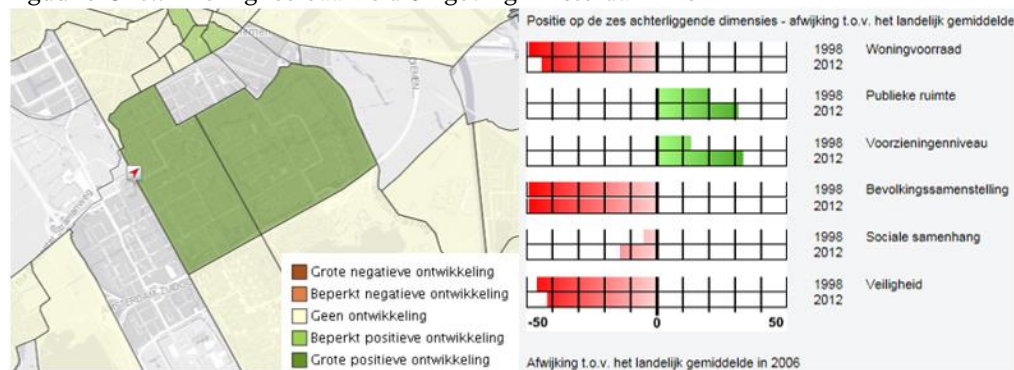 Positie op de zes achterliggende dimensies - afwijking t.o.v. het landelijk gemiddelde
1998 Woningvoorraad
2012
1998 Publieke ruimte
2012
1998 Voorzieningenniveau
2012
1998 Bevolkingssamenstelling
2012
1998 Sociale samenhang
2012
1998 Veiligheid
2012
-50 0 50
Afwijking t.o.v. het landelijk gemiddelde in 2006
Grote negatieve ontwikkeling
Beperkt negatieve ontwikkeling
Geen ontwikkeling
Beperkt positieve ontwikkeling
Grote positieve ontwikkeling